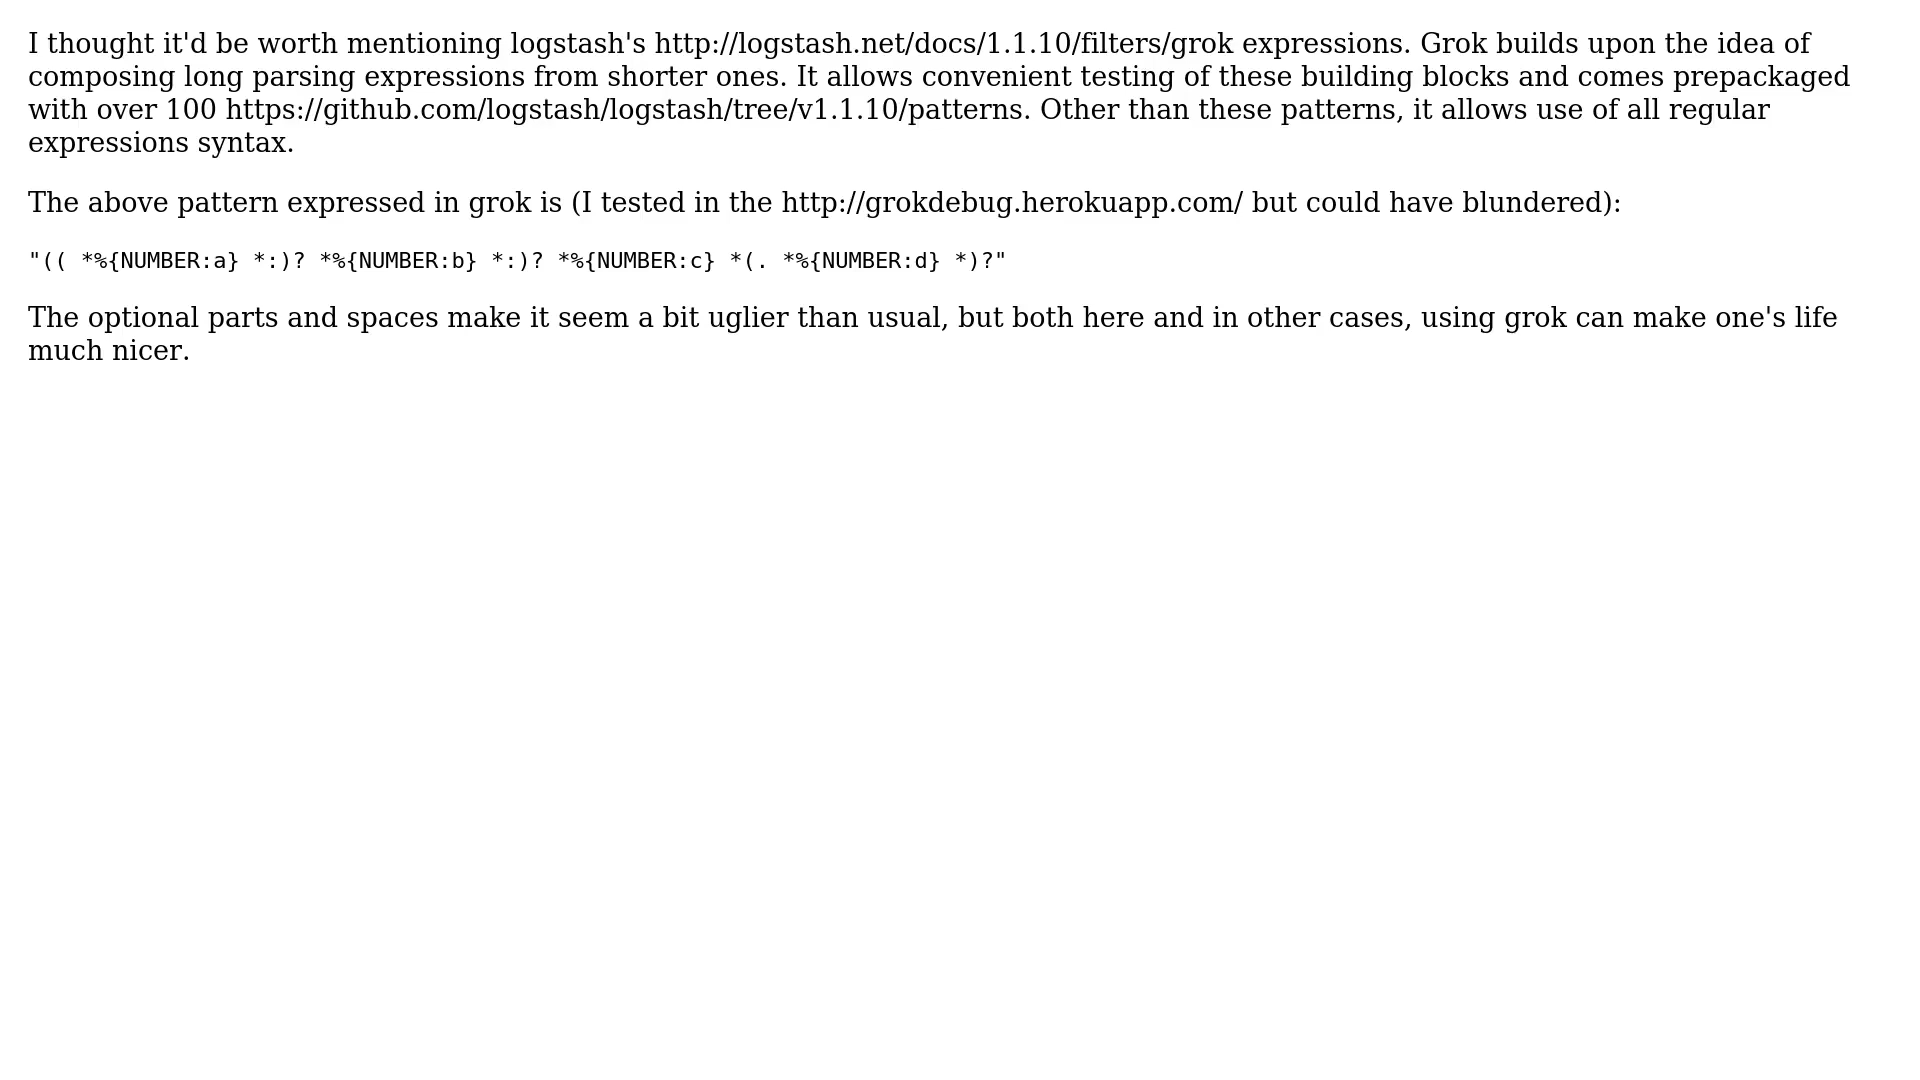 I thought it'd be worth mentioning logstash's http://logstash.net/docs/1.1.10/filters/grok expressions. Grok builds upon the idea of
composing long parsing expressions from shorter ones. It allows convenient testing of these building blocks and comes prepackaged
with over 100 https://github.com/logstash/logstash/tree/v1.1.10/patterns. Other than these patterns, it allows use of all regular
expressions syntax.
The above pattern expressed in grok is (I tested in the http://grokdebug.herokuapp.com/ but could have blundered):
"(( *%{NUMBER:a} *:)? *%{NUMBER:b} *:)? *%{NUMBER:c} *(. *%{NUMBER:d} *)?"
The optional parts and spaces make it seem a bit uglier than usual, but both here and in other cases, using grok can make one's life
much nicer.